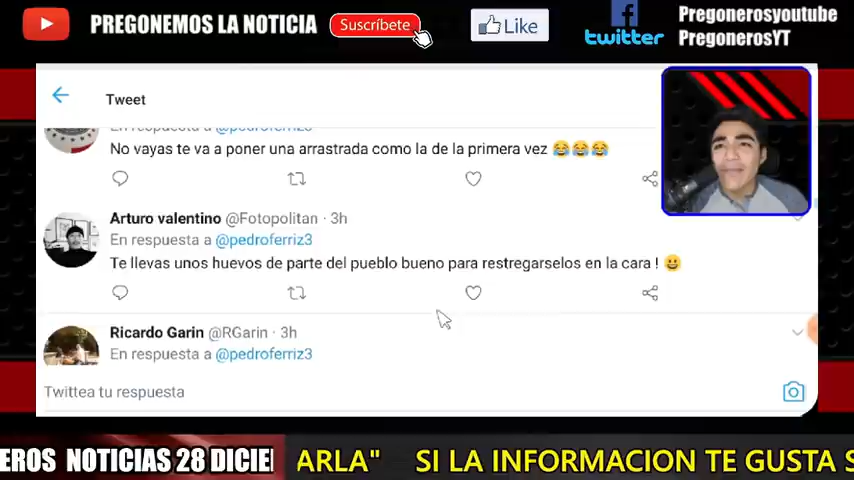 PREGONEMOS LA NOTICIA
Suscríbete
Like
twitter
Pregonerosyoutube
PregonerosYT
Tweet
En respuesta a @pedroferriz3
No vayas te va a poner una arrastrada como la de la primera vez 😂😂😂
Arturo valentino @Fotopolitan · 3h
En respuesta a @pedroferriz3
Te llevas unos huevos de parte del pueblo bueno para restregarselos en la cara ! 😀
Ricardo Garin @RGarin · 3h
En respuesta a @pedroferriz3
Twittea tu respuesta
EROS NOTICIAS 28 DICIE ARLA" SI LA INFORMACION TE GUSTA S